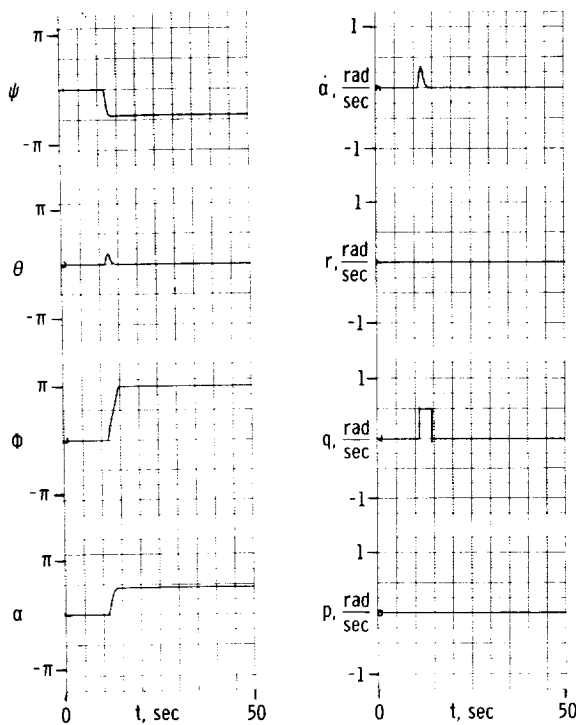 π
ψ
-π
π
θ
-π
π
Φ
-π
π
α
-π
0 t, sec 50
1
α̇, rad/sec
-1
1
r, rad/sec
-1
1
q, rad/sec
-1
1
p, rad/sec
-1
0 t, sec 50